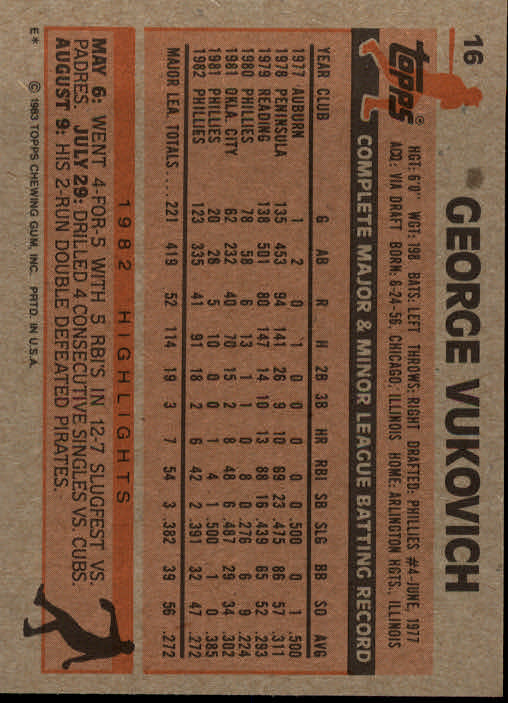 16
GEORGE VUKOVICH
Topps®
HGT: 6'0" WGT: 198 BATS: LEFT THROWS: RIGHT DRAFTED: PHILLIES #4-JUNE, 1977
ACQ: VIA DRAFT BORN: 6-24-56, CHICAGO, ILLINOIS HOME: ARLINGTON HGTS., ILLINOIS
COMPLETE MAJOR & MINOR LEAGUE BATTING RECORD
YEAR CLUB G AB R H 2B 3B HR RBI SB SLG BB SO AVG
1977 AUBURN 1 2 0 1 0 0 0 0 0 .500 0 1 .500
1978 PENINSULA 135 453 94 141 26 9 10 69 23 .475 86 57 .311
1979 READING 138 501 80 147 14 10 13 88 16 .439 65 52 .293
1980 PHILLIES 78 58 6 13 1 1 0 8 0 .276 6 9 .224
1981 OKLA. CITY 62 232 40 70 15 2 8 48 6 .487 29 34 .302
1981 PHILLIES 20 26 5 10 0 0 1 4 1 .500 1 0 .385
1982 PHILLIES 123 335 41 91 18 2 6 42 2 .391 32 47 .272
MAJOR LEA. TOTALS.... 221 419 52 114 19 3 7 54 3 .382 39 56 .272
1982 HIGHLIGHTS
MAY 6: WENT 4-FOR-5 WITH 5 RBI'S IN 12-7 SLUGFEST VS.
PADRES. JULY 29: DRILLED 4 CONSECUTIVE SINGLES VS. CUBS.
AUGUST 9: HIS 2-RUN DOUBLE DEFEATED PIRATES.
E* © 1983 TOPPS CHEWING GUM, INC. PRTD. IN U.S.A.